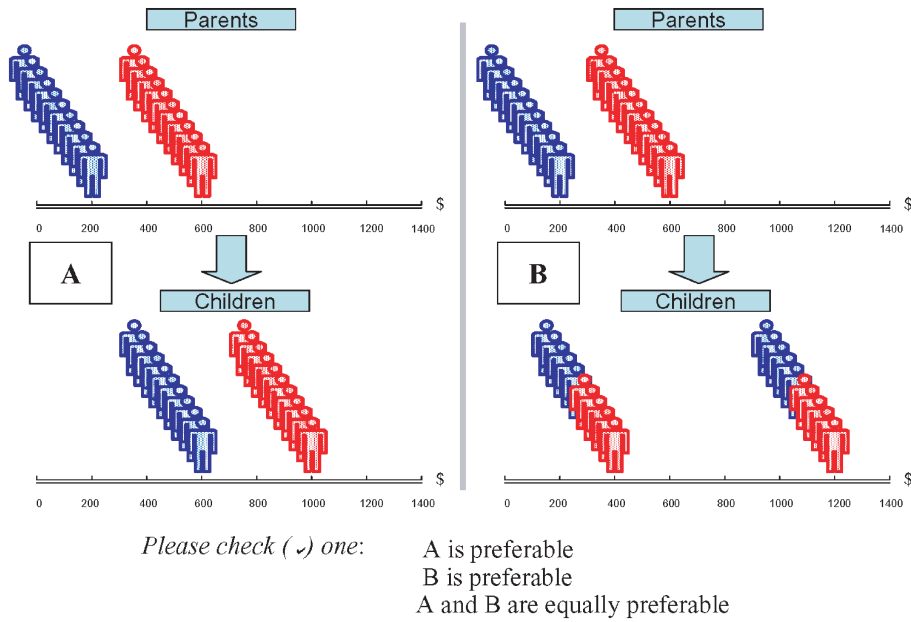 Parents Parents
$ $
0 200 400 600 800 1000 1200 1400 0 200 400 600 800 1000 1200 1400
A B
Children Children
$ $
0 200 400 600 800 1000 1200 1400 0 200 400 600 800 1000 1200 1400
Please check (✓) one: A is preferable
B is preferable
A and B are equally preferable